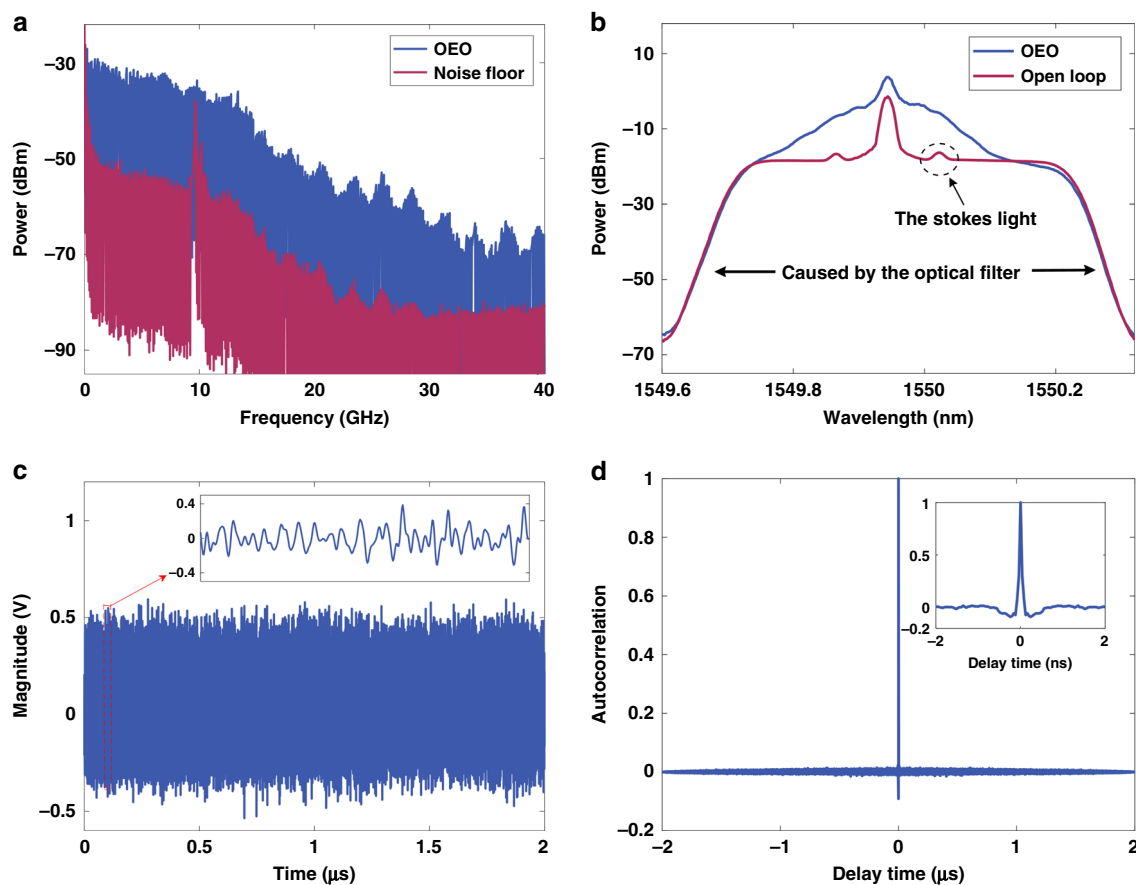 a
OEO
Noise floor
−30
−50
−70
−90
Power (dBm)
0
10
20
30
40
Frequency (GHz)
b
OEO
Open loop
10
−10
−30
−50
−70
Power (dBm)
The stokes light
Caused by the optical filter
1549.6
1549.8
1550
1550.2
Wavelength (nm)
c
0.4
0
−0.4
1
0.5
0
−0.5
Magnitude (V)
0
0.5
1
1.5
2
Time (μs)
d
1
0.8
0.6
0.4
0.2
0
−0.2
Autocorrelation
1
0.5
0
−0.2
−2
0
2
Delay time (ns)
−2
−1
0
1
2
Delay time (μs)